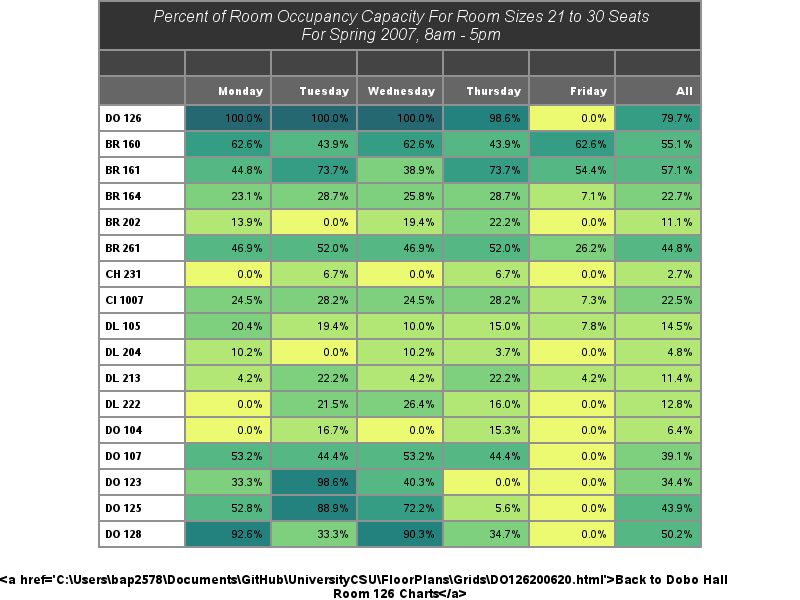 Percent of Room Occupancy Capacity For Room Sizes 21 to 30 Seats
For Spring 2007, 8am - 5pm
Monday Tuesday Wednesday Thursday Friday All
DO 126 100.0% 100.0% 100.0% 98.6% 0.0% 79.7%
BR 160 62.6% 43.9% 62.6% 43.9% 62.6% 55.1%
BR 161 44.8% 73.7% 38.9% 73.7% 54.4% 57.1%
BR 164 23.1% 28.7% 25.8% 28.7% 7.1% 22.7%
BR 202 13.9% 0.0% 19.4% 22.2% 0.0% 11.1%
BR 261 46.9% 52.0% 46.9% 52.0% 26.2% 44.8%
CH 231 0.0% 6.7% 0.0% 6.7% 0.0% 2.7%
CI 1007 24.5% 28.2% 24.5% 28.2% 7.3% 22.5%
DL 105 20.4% 19.4% 10.0% 15.0% 7.8% 14.5%
DL 204 10.2% 0.0% 10.2% 3.7% 0.0% 4.8%
DL 213 4.2% 22.2% 4.2% 22.2% 4.2% 11.4%
DL 222 0.0% 21.5% 26.4% 16.0% 0.0% 12.8%
DO 104 0.0% 16.7% 0.0% 15.3% 0.0% 6.4%
DO 107 53.2% 44.4% 53.2% 44.4% 0.0% 39.1%
DO 123 33.3% 98.6% 40.3% 0.0% 0.0% 34.4%
DO 125 52.8% 88.9% 72.2% 5.6% 0.0% 43.9%
DO 128 92.6% 33.3% 90.3% 34.7% 0.0% 50.2%
<a href='C:\Users\bap2578\Documents\GitHub\UniversityCSU\FloorPlans\Grids\DO126200620.html'>Back to Dobo Hall
Room 126 Charts</a>